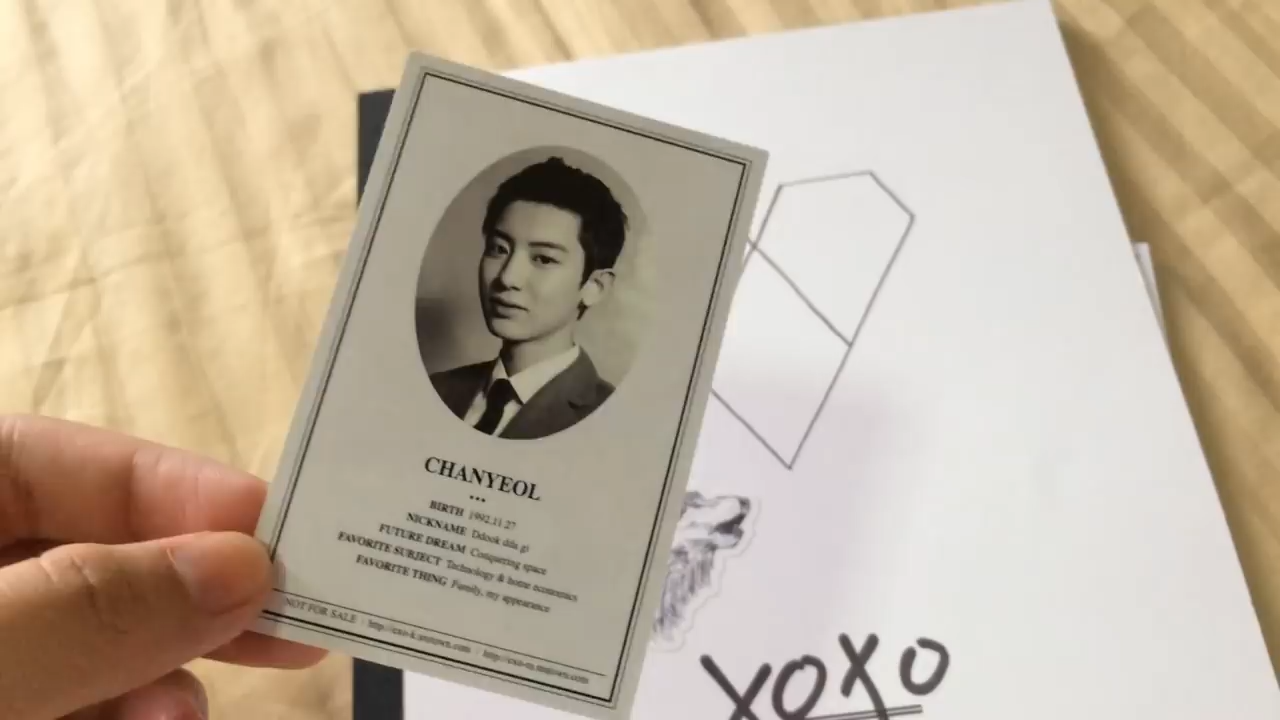 CHANYEOL
BIRTH 1992.11.27
NICKNAME Ddook dda gi
FUTURE DREAM Conquering space
FAVORITE SUBJECT Technology & home economics
FAVORITE THING Family, my appearance
NOT FOR SALE / http://exo-k.smtown.com / http://exo-m.smtown.com
XOXO